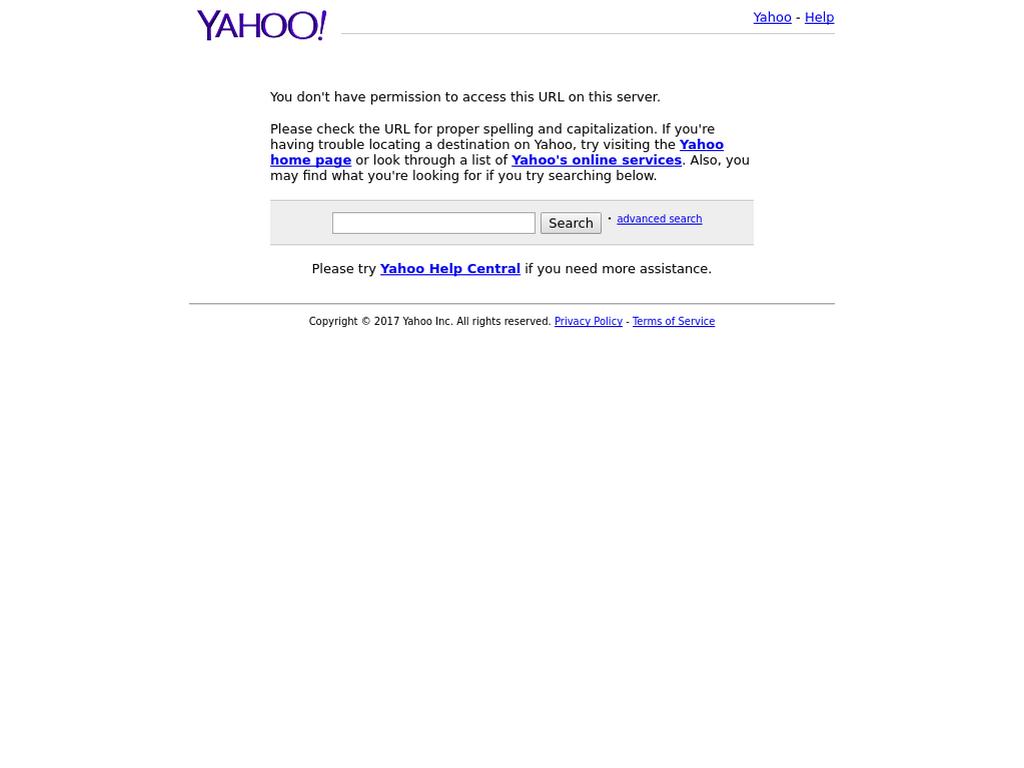 YAHOO!
Yahoo - Help
You don't have permission to access this URL on this server.
Please check the URL for proper spelling and capitalization. If you're
having trouble locating a destination on Yahoo, try visiting the Yahoo
home page or look through a list of Yahoo's online services. Also, you
may find what you're looking for if you try searching below.
Search · advanced search
Please try Yahoo Help Central if you need more assistance.
Copyright © 2017 Yahoo Inc. All rights reserved. Privacy Policy - Terms of Service